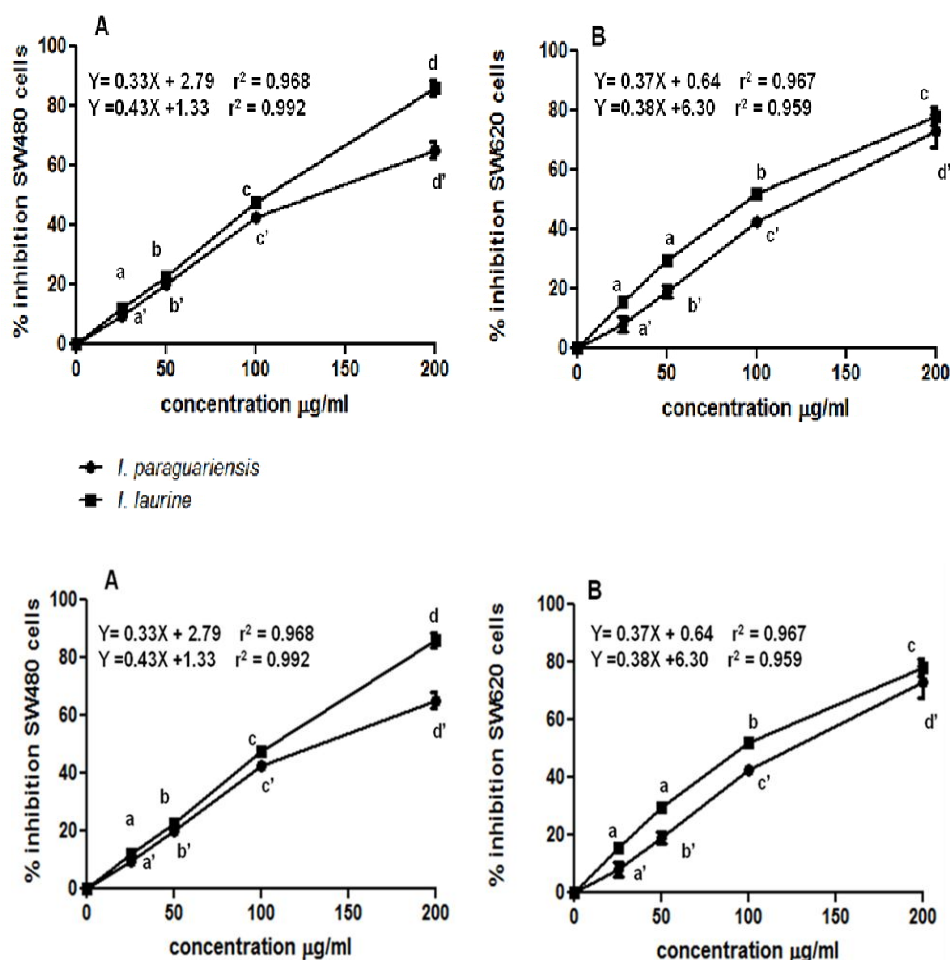 A
% inhibition SW480 cells
100
80
60
40
20
0
Y= 0.33X + 2.79 r² = 0.968
Y =0.43X +1.33 r² = 0.992
a
b
c
d
a'
b'
c'
d'
0 50 100 150 200
concentration μg/ml
B
% inhibition SW620 cells
100
80
60
40
20
0
Y= 0.37X + 0.64 r² = 0.967
Y =0.38X +6.30 r² = 0.959
a
a
b
c
a'
b'
c'
d'
0 50 100 150 200
concentration μg/ml
I. paraguariensis
I. laurine
A
% inhibition SW480 cells
100
80
60
40
20
0
Y= 0.33X + 2.79 r² = 0.968
Y =0.43X +1.33 r² = 0.992
a
b
c
d
a'
b'
c'
d'
0 50 100 150 200
concentration μg/ml
B
% inhibition SW620 cells
100
80
60
40
20
0
Y= 0.37X + 0.64 r² = 0.967
Y =0.38X +6.30 r² = 0.959
a
a
b
c
a'
b'
c'
d'
0 50 100 150 200
concentration μg/ml